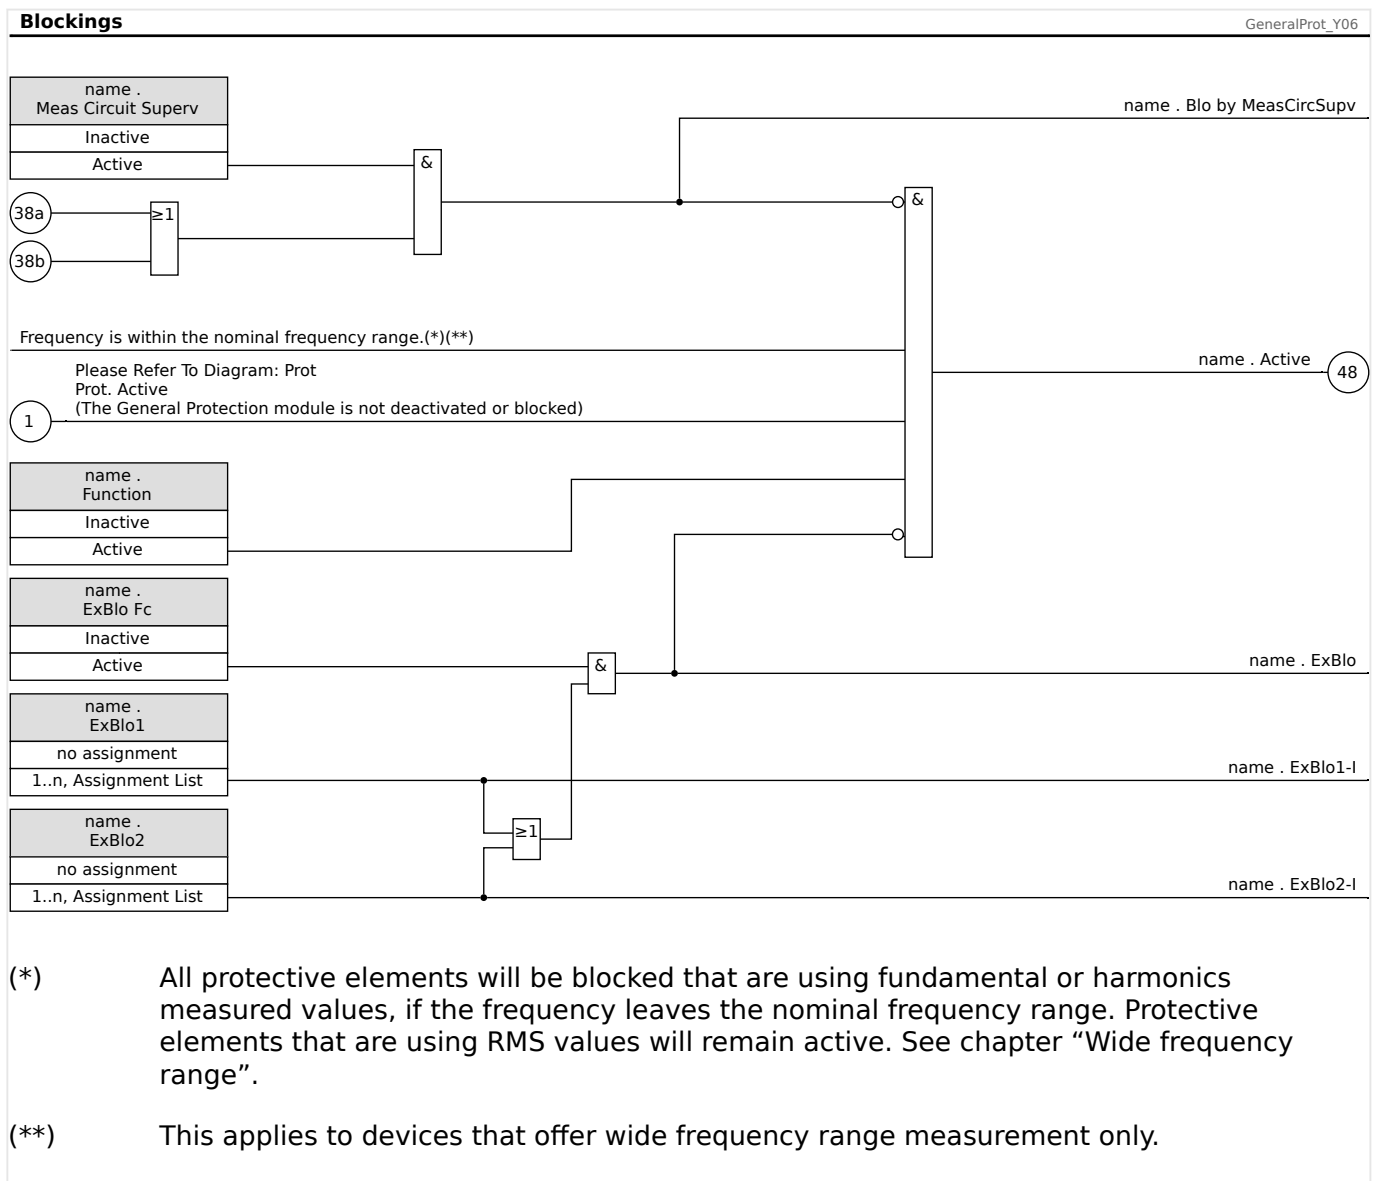 Blockings
GeneralProt_Y06
name .
Meas Circuit Superv
Inactive
Active
&
name . Blo by MeasCircSupv
38a
≥1
38b
&
Frequency is within the nominal frequency range.(*)(**)
Please Refer To Diagram: Prot
Prot. Active
(The General Protection module is not deactivated or blocked)
1
name . Active
48
name .
Function
Inactive
Active
name .
ExBlo Fc
Inactive
Active
&
name . ExBlo
name .
ExBlo1
no assignment
1..n, Assignment List
name . ExBlo1-I
≥1
name .
ExBlo2
no assignment
1..n, Assignment List
name . ExBlo2-I
(*) All protective elements will be blocked that are using fundamental or harmonics
measured values, if the frequency leaves the nominal frequency range. Protective
elements that are using RMS values will remain active. See chapter “Wide frequency
range”.
(**) This applies to devices that offer wide frequency range measurement only.